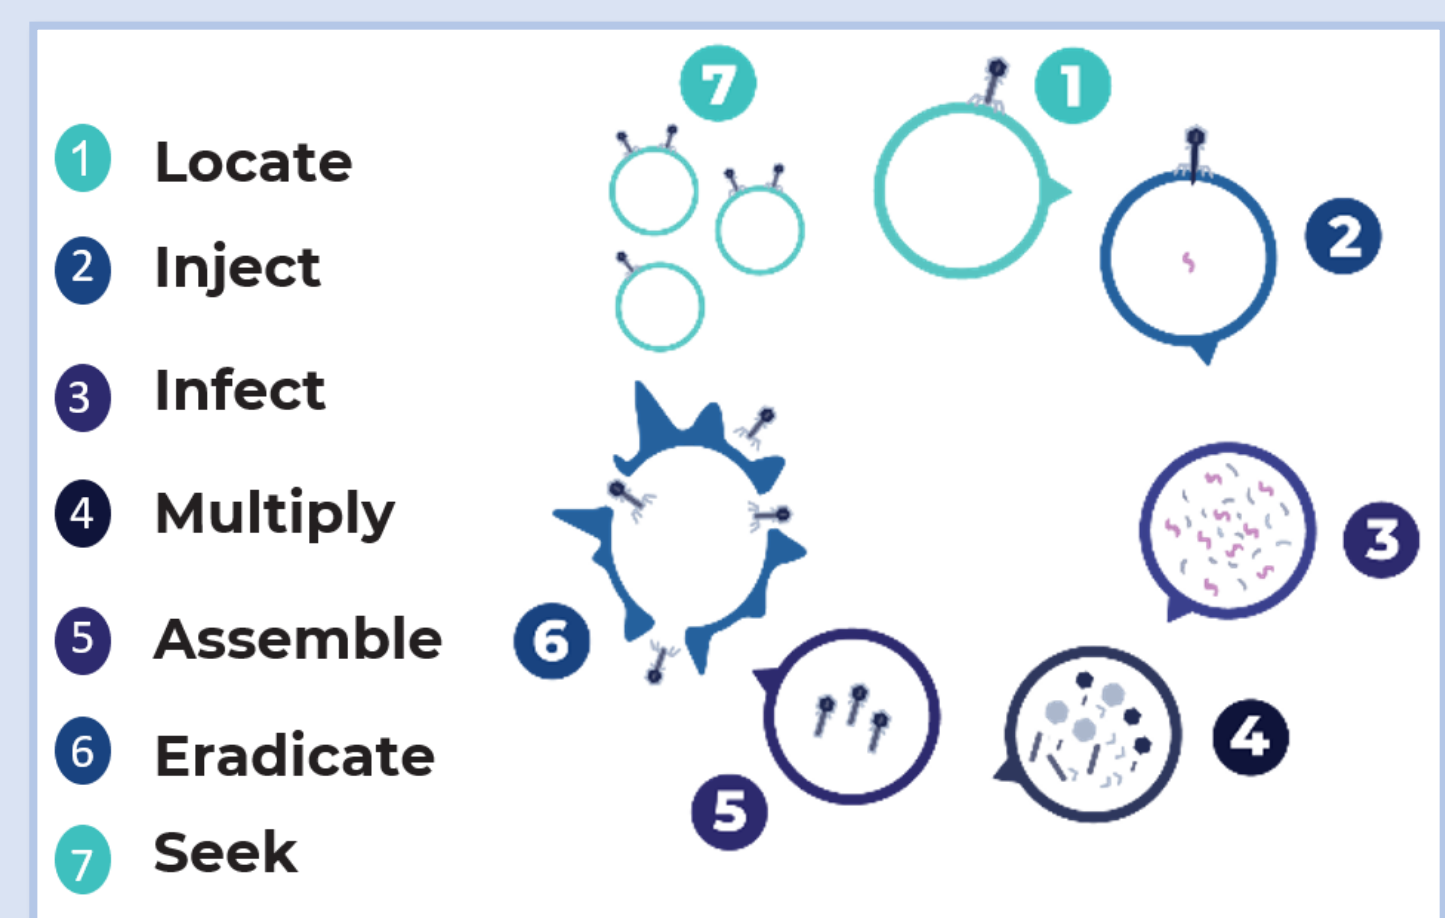 1 Locate
2 Inject
3 Infect
4 Multiply
5 Assemble
6 Eradicate
7 Seek
7
1
2
3
4
5
6